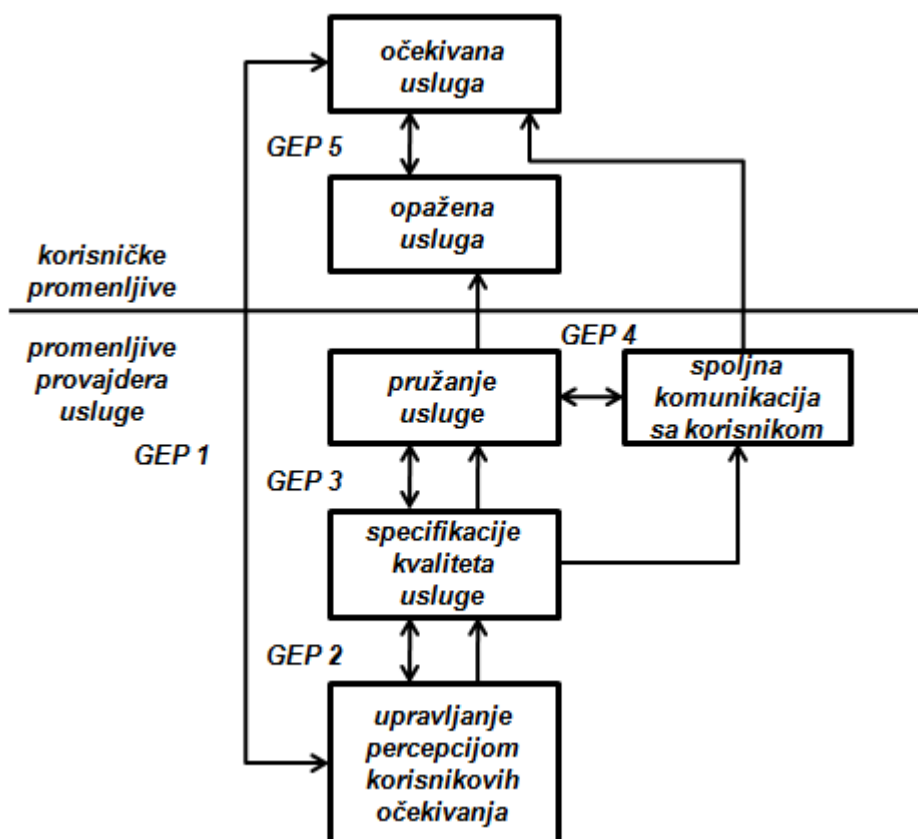 očekivana
usluga
GEP 5
opažena
usluga
korisničke
promenljive
promenljive
provajdera
usluge
GEP 1
GEP 4
pružanje
usluge
spoljna
komunikacija
sa korisnikom
GEP 3
specifikacije
kvaliteta
usluge
GEP 2
upravljanje
percepcijom
korisnikovih
očekivanja